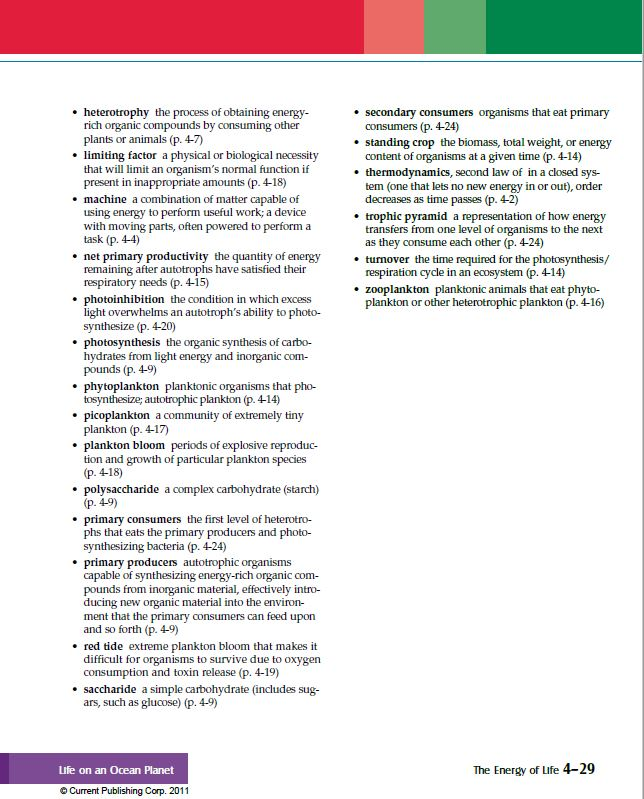 • heterotrophy the process of obtaining energy-
rich organic compounds by consuming other
plants or animals (p. 4-7)
• limiting factor a physical or biological necessity
that will limit an organism's normal function if
present in inappropriate amounts (p. 4-18)
• machine a combination of matter capable of
using energy to perform useful work; a device
with moving parts, often powered to perform a
task (p. 4-4)
• net primary productivity the quantity of energy
remaining after autotrophs have satisfied their
respiratory needs (p. 4-15)
• photoinhibition the condition in which excess
light overwhelms an autotroph's ability to photo-
synthesize (p. 4-20)
• photosynthesis the organic synthesis of carbo-
hydrates from light energy and inorganic com-
pounds (p. 4-9)
• phytoplankton planktonic organisms that pho-
tosynthesize; autotrophic plankton (p. 4-14)
• picoplankton a community of extremely tiny
plankton (p. 4-17)
• plankton bloom periods of explosive reproduc-
tion and growth of particular plankton species
(p. 4-18)
• polysaccharide a complex carbohydrate (starch)
(p. 4-9)
• primary consumers the first level of heterotro-
phs that eats the primary producers and photo-
synthesizing bacteria (p. 4-24)
• primary producers autotrophic organisms
capable of synthesizing energy-rich organic com-
pounds from inorganic material, effectively intro-
ducing new organic material into the environ-
ment that the primary consumers can feed upon
and so forth (p. 4-9)
• red tide extreme plankton bloom that makes it
difficult for organisms to survive due to oxygen
consumption and toxin release (p. 4-19)
• saccharide a simple carbohydrate (includes sug-
ars, such as glucose) (p. 4-9)
• secondary consumers organisms that eat primary
consumers (p. 4-24)
• standing crop the biomass, total weight, or energy
content of organisms at a given time (p. 4-14)
• thermodynamics, second law of in a closed sys-
tem (one that lets no new energy in or out), order
decreases as time passes (p. 4-2)
• trophic pyramid a representation of how energy
transfers from one level of organisms to the next
as they consume each other (p. 4-24)
• turnover the time required for the photosynthesis/
respiration cycle in an ecosystem (p. 4-14)
• zooplankton planktonic animals that eat phyto-
plankton or other heterotrophic plankton (p. 4-16)
Life on an Ocean Planet
The Energy of Life 4–29
© Current Publishing Corp. 2011